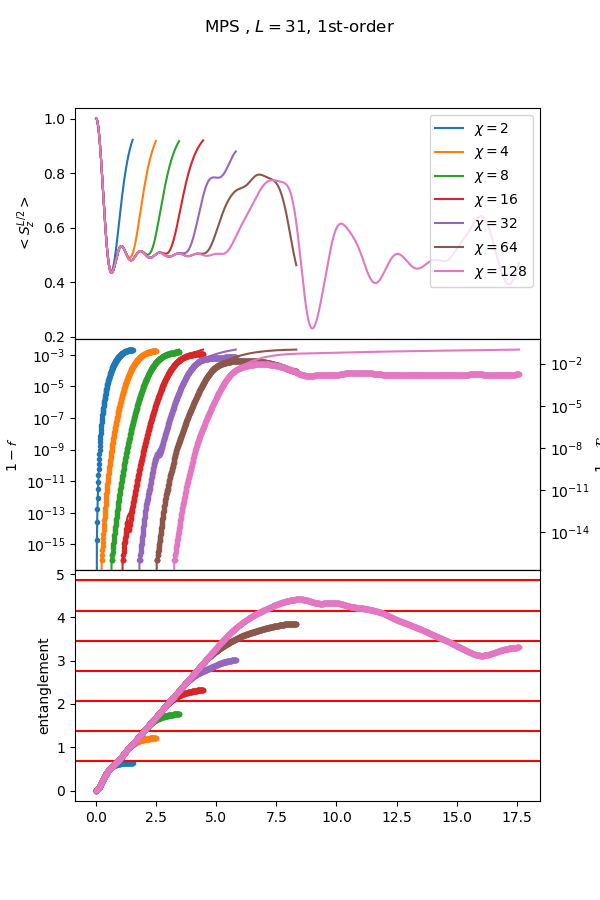 MPS , L = 31, 1st-order
< S_z^{L/2} >
1.0
0.8
0.6
0.4
0.2
χ = 2
χ = 4
χ = 8
χ = 16
χ = 32
χ = 64
χ = 128
1 − f
10^{−3}
10^{−5}
10^{−7}
10^{−9}
10^{−11}
10^{−13}
10^{−15}
10^{−2}
10^{−5}
10^{−8}
10^{−11}
10^{−14}
entanglement
5
4
3
2
1
0
0.0 2.5 5.0 7.5 10.0 12.5 15.0 17.5